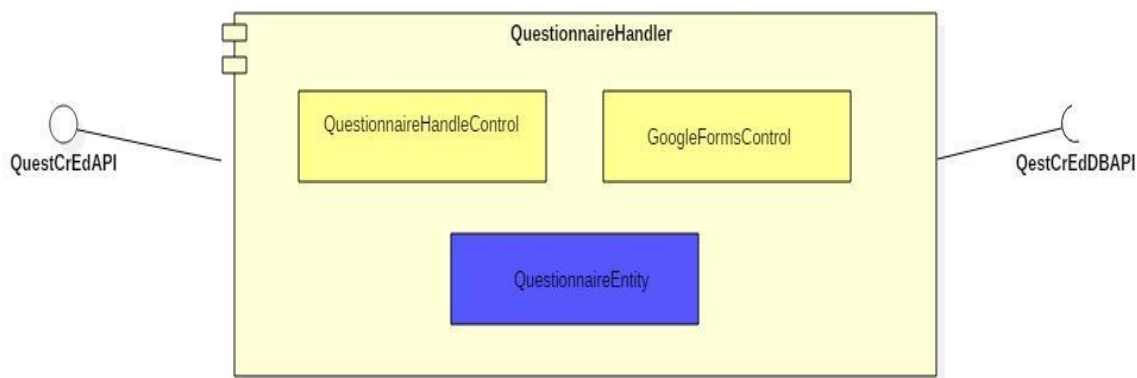 QuestionnaireHandler
QuestionnaireHandleControl
GoogleFormsControl
QuestCrEdAPI
QestCrEdDBAPI
QuestionnaireEntity